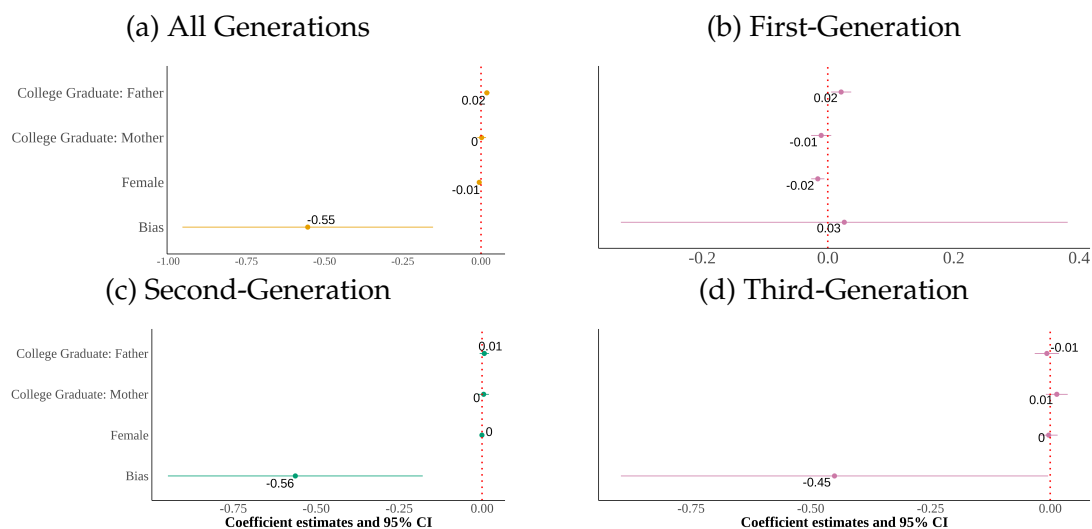 (a) All Generations
College Graduate: Father
0.02
College Graduate: Mother
0
Female
-0.01
Bias
-0.55
-1.00 -0.75 -0.50 -0.25 0.00
(b) First-Generation
0.02
-0.01
-0.02
0.03
-0.2 0.0 0.2 0.4
(c) Second-Generation
College Graduate: Father
0.01
College Graduate: Mother
0
Female
0
Bias
-0.56
-0.75 -0.50 -0.25 0.00
Coefficient estimates and 95% CI
(d) Third-Generation
-0.01
0.01
0
-0.45
-0.75 -0.50 -0.25 0.00
Coefficient estimates and 95% CI